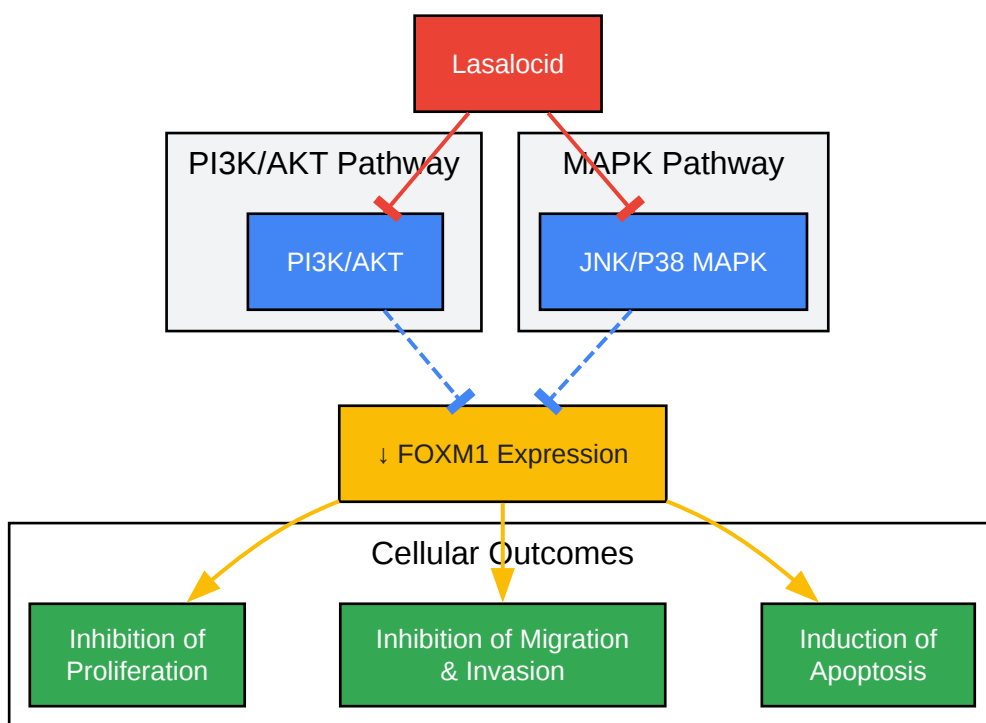 Lasalocid
PI3K/AKT Pathway
MAPK Pathway
PI3K/AKT
JNK/P38 MAPK
↓ FOXM1 Expression
Cellular Outcomes
Inhibition of
Proliferation
Inhibition of Migration
& Invasion
Induction of
Apoptosis